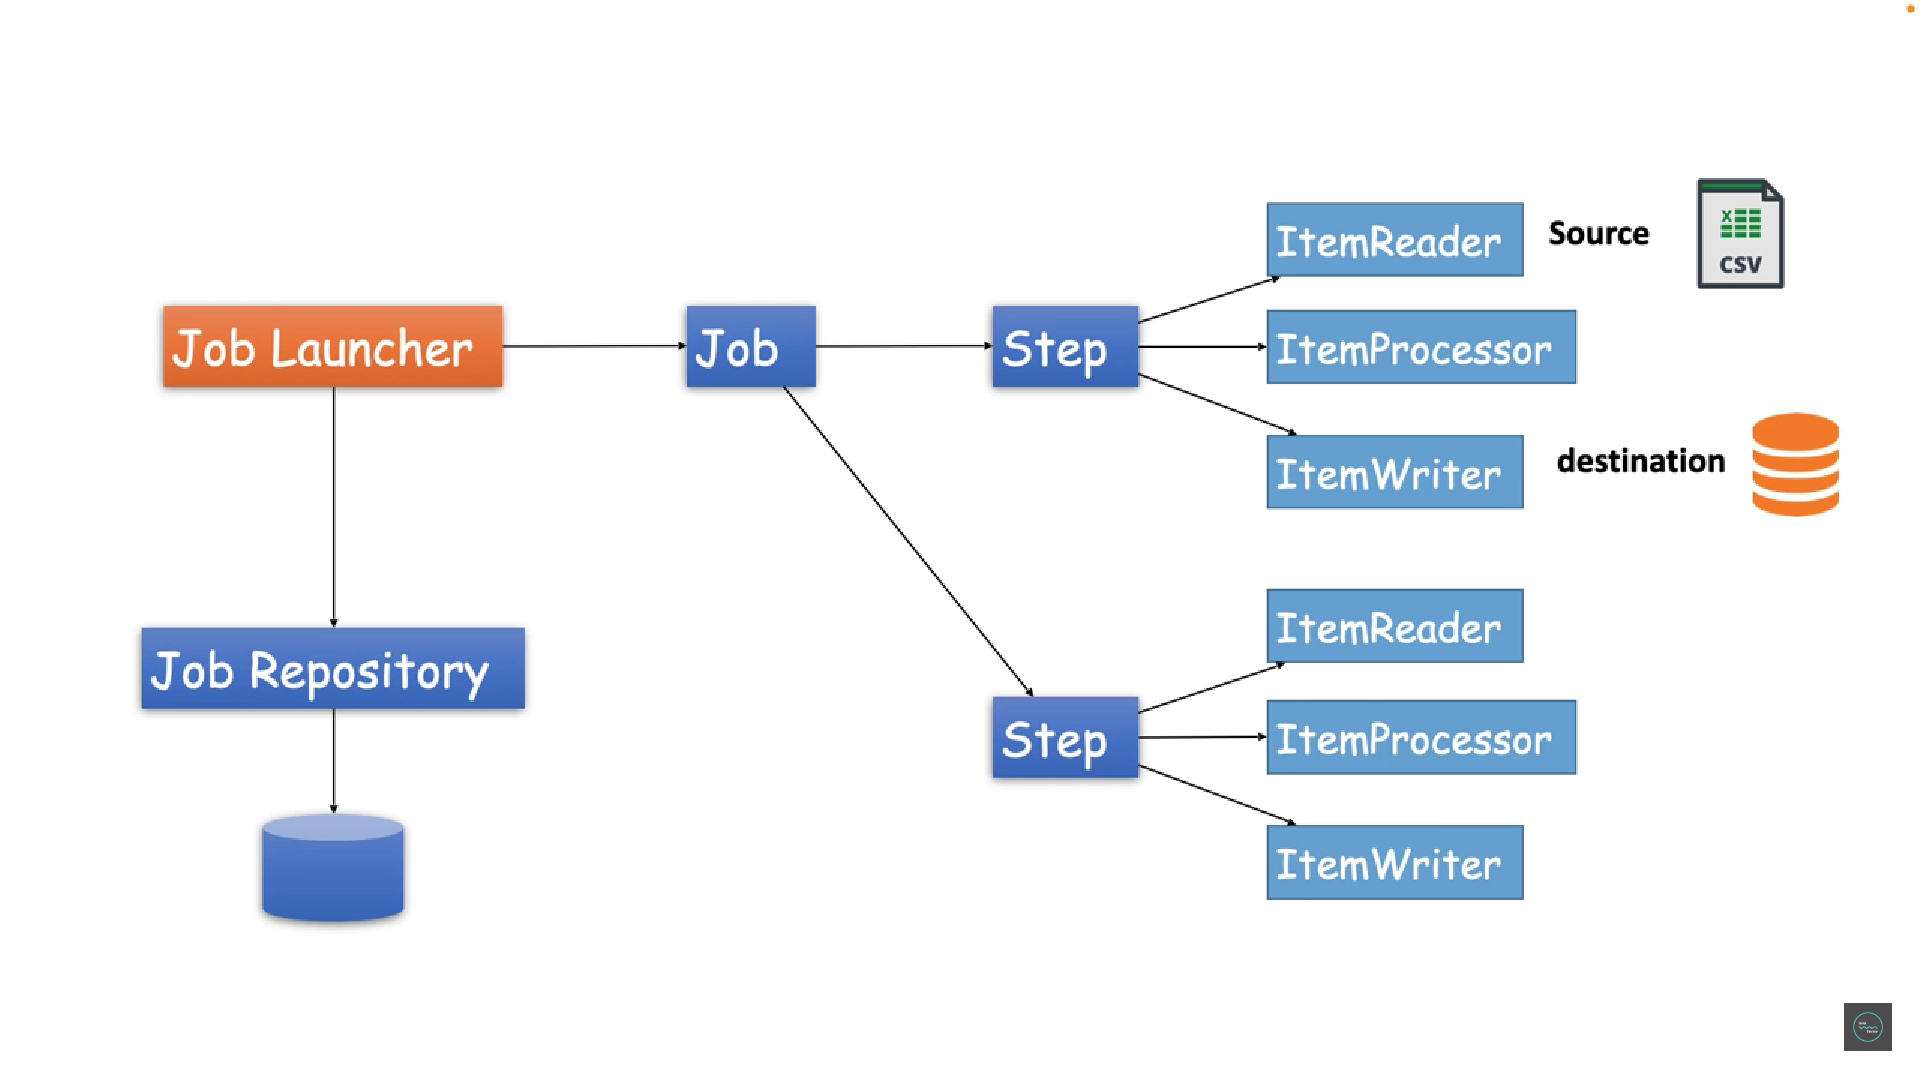 Job Launcher
Job
Step
ItemReader
Source
X
CSV
ItemProcessor
ItemWriter
destination
Job Repository
Step
ItemReader
ItemProcessor
ItemWriter